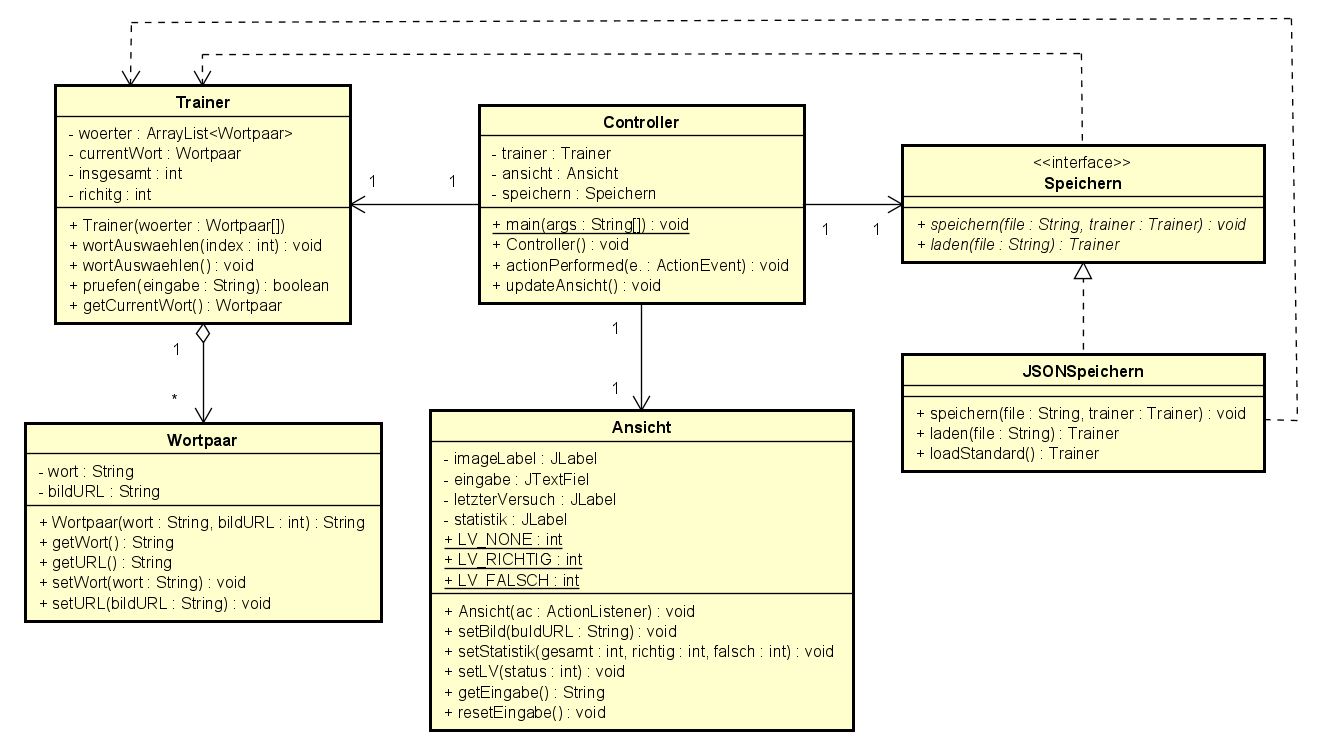 Trainer
- woerter : ArrayList<Wortpaar>
- currentWort : Wortpaar
- insgesamt : int
- richitg : int
+ Trainer(woerter : Wortpaar[])
+ wortAuswaehlen(index : int) : void
+ wortAuswaehlen() : void
+ pruefen(eingabe : String) : boolean
+ getCurrentWort() : Wortpaar
1
1
Controller
- trainer : Trainer
- ansicht : Ansicht
- speichern : Speichern
+ main(args : String[]) : void
+ Controller() : void
+ actionPerformed(e. : ActionEvent) : void
+ updateAnsicht() : void
1
1
<<interface>>
Speichern
+ speichern(file : String, trainer : Trainer) : void
+ laden(file : String) : Trainer
1
*
1
1
JSONSpeichern
+ speichern(file : String, trainer : Trainer) : void
+ laden(file : String) : Trainer
+ loadStandard() : Trainer
Wortpaar
- wort : String
- bildURL : String
+ Wortpaar(wort : String, bildURL : int) : String
+ getWort() : String
+ getURL() : String
+ setWort(wort : String) : void
+ setURL(bildURL : String) : void
Ansicht
- imageLabel : JLabel
- eingabe : JTextFiel
- letzterVersuch : JLabel
- statistik : JLabel
+ LV_NONE : int
+ LV_RICHTIG : int
+ LV_FALSCH : int
+ Ansicht(ac : ActionListener) : void
+ setBild(buldURL : String) : void
+ setStatistik(gesamt : int, richtig : int, falsch : int) : void
+ setLV(status : int) : void
+ getEingabe() : String
+ resetEingabe() : void